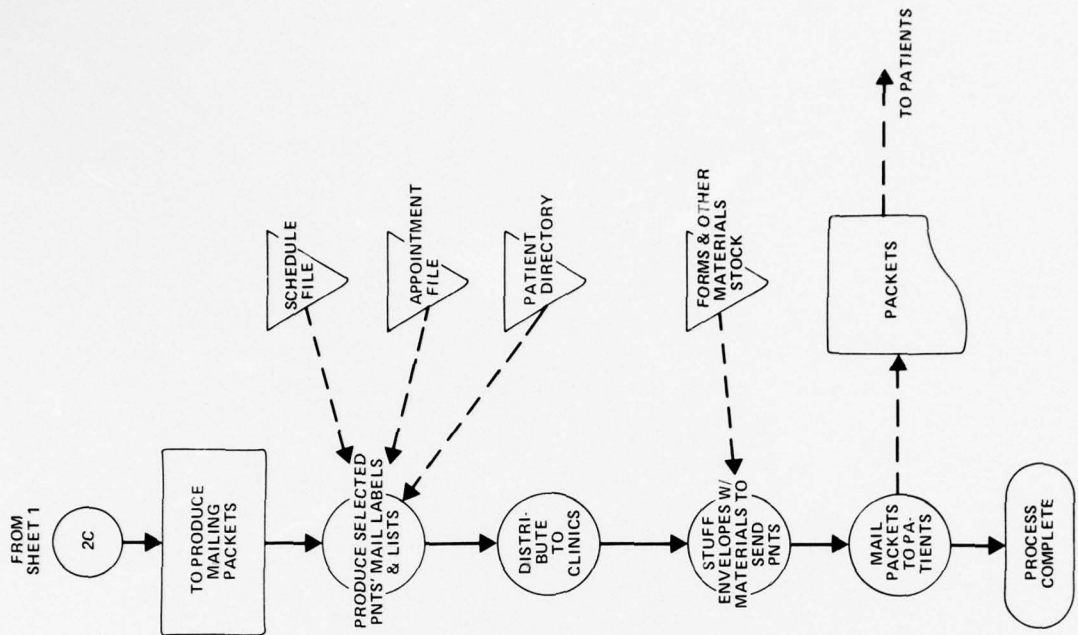 FROM
SHEET 1
2C
TO PRODUCE
MAILING
PACKETS
PRODUCE SELECTED
PNTS' MAIL LABELS
& LISTS
SCHEDULE
FILE
APPOINTMENT
FILE
PATIENT
DIRECTORY
DISTRI-
BUTE
TO
CLINICS
STUFF
ENVELOPES W/
MATERIALS TO
SEND
PNTS
FORMS & OTHER
MATERIALS
STOCK
MAIL
PACKETS
TO PA-
TIENTS
PACKETS
TO PATIENTS
PROCESS
COMPLETE